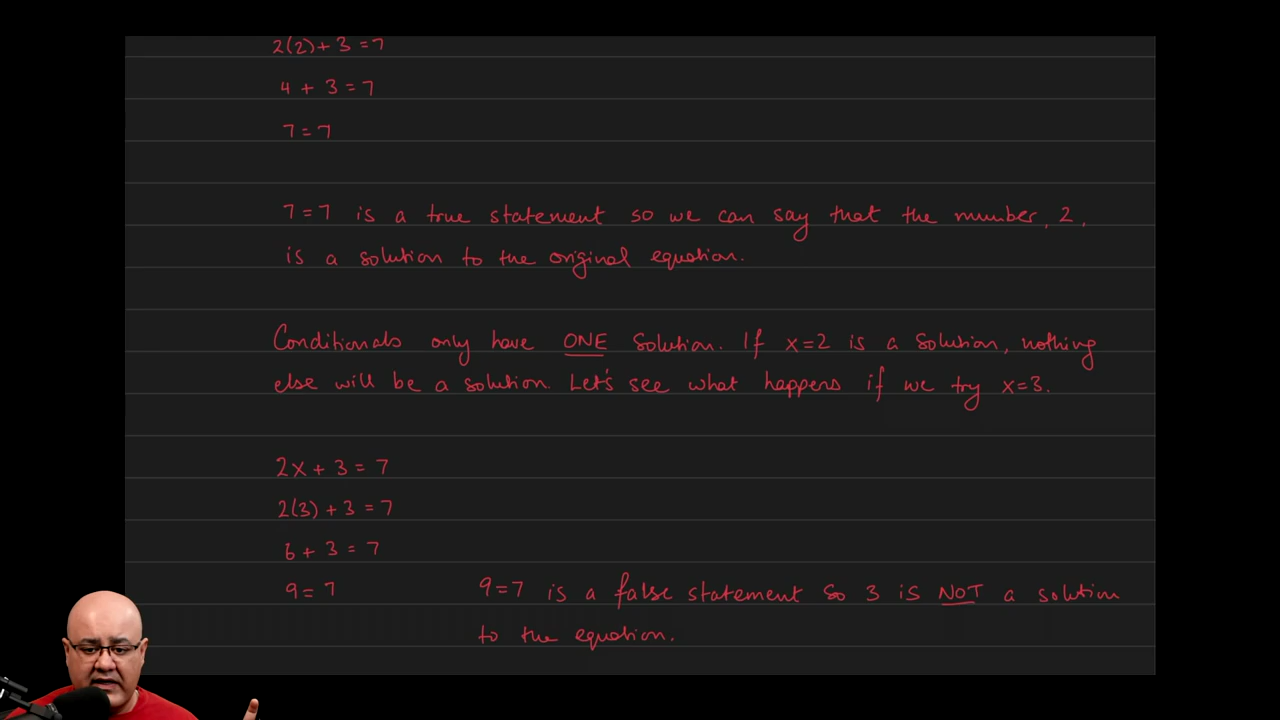 2(2)+ 3 = 7
4 + 3 = 7
7 = 7
7 = 7 is a true statement so we can say that the number, 2,
is a solution to the original equation.
Conditionals only have ONE solution. If x=2 is a solution, nothing
else will be a solution. Let's see what happens if we try x=3.
2x + 3 = 7
2(3) + 3 = 7
6 + 3 = 7
9 = 7 9=7 is a false statement so 3 is NOT a solution
to the equation.